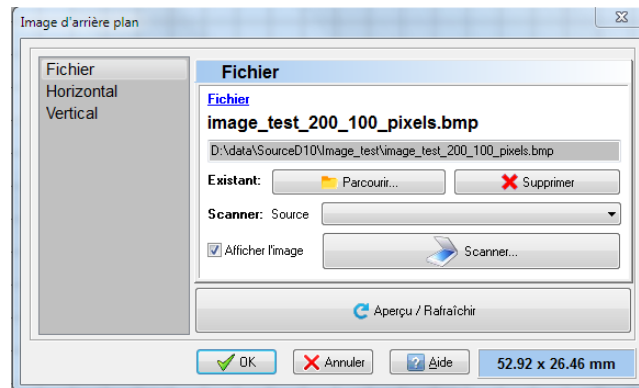 Image d'arrière plan
Fichier
Horizontal
Vertical
Fichier
Fichier
image_test_200_100_pixels.bmp
D:\data\SourceD10\Image_test\image_test_200_100_pixels.bmp
Existant: Parcourir... Supprimer
Scanner: Source
Afficher l'image Scanner...
Aperçu / Rafraîchir
OK Annuler Aide 52.92 x 26.46 mm